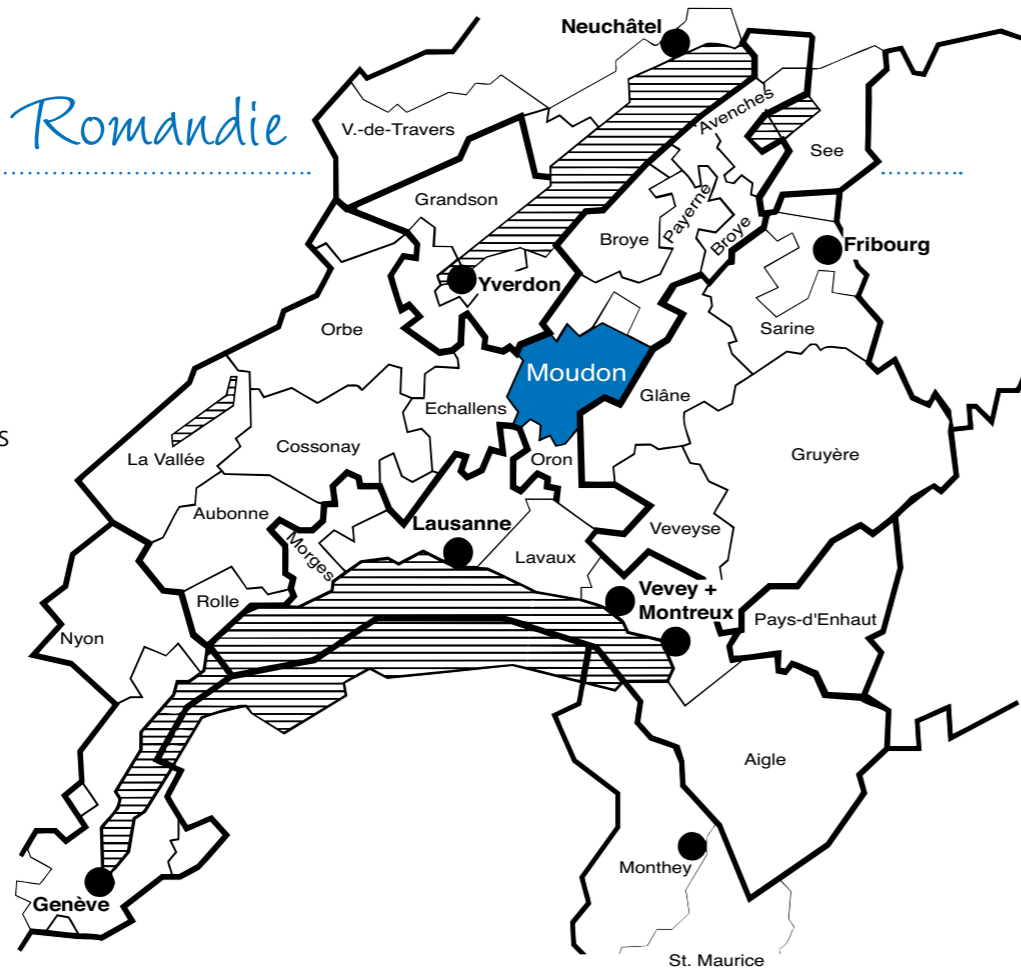 Neuchâtel
Romandie
Avenches
V.-de-Travers
See
Grandson
Payerne
Broye
Broye
Fribourg
Yverdon
Orbe
Sarine
Moudon
Glâne
Echallens
s
Cossonay
Gruyère
La Vallée
Oron
Aubonne
Lausanne
Veveyse
Morges
Lavaux
Vevey +
Montreux
Rolle
Pays-d'Enhaut
Nyon
Aigle
Monthey
Genève
St. Maurice